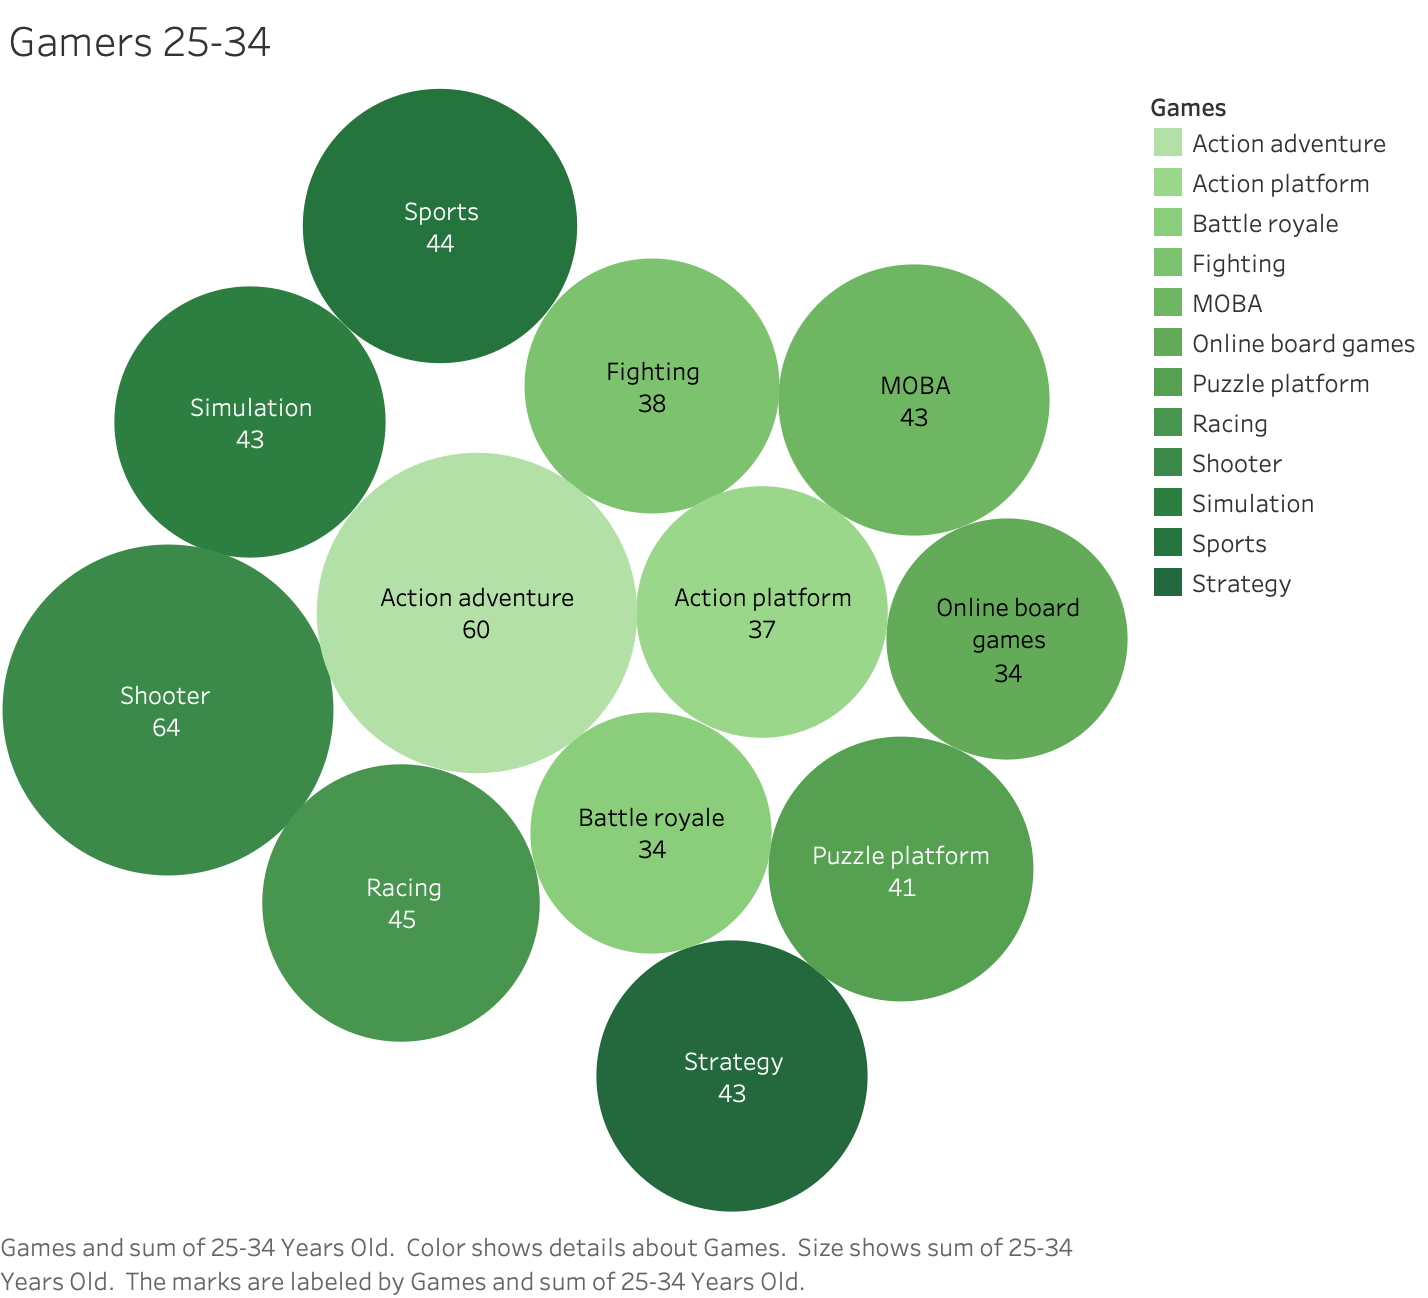 Gamers 25-34
Games
Action adventure
Action platform
Battle royale
Fighting
MOBA
Online board games
Puzzle platform
Racing
Shooter
Simulation
Sports
Strategy
Sports
44
Fighting
38
MOBA
43
Simulation
43
Action adventure
60
Action platform
37
Online board
games
34
Shooter
64
Battle royale
34
Puzzle platform
41
Racing
45
Strategy
43
Games and sum of 25-34 Years Old.  Color shows details about Games.  Size shows sum of 25-34
Years Old.  The marks are labeled by Games and sum of 25-34 Years Old.